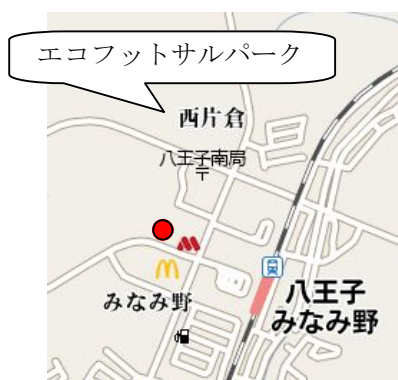 エコフットサルパーク
西片倉
八王子南局
〒
みなみ野
八王子
みなみ野